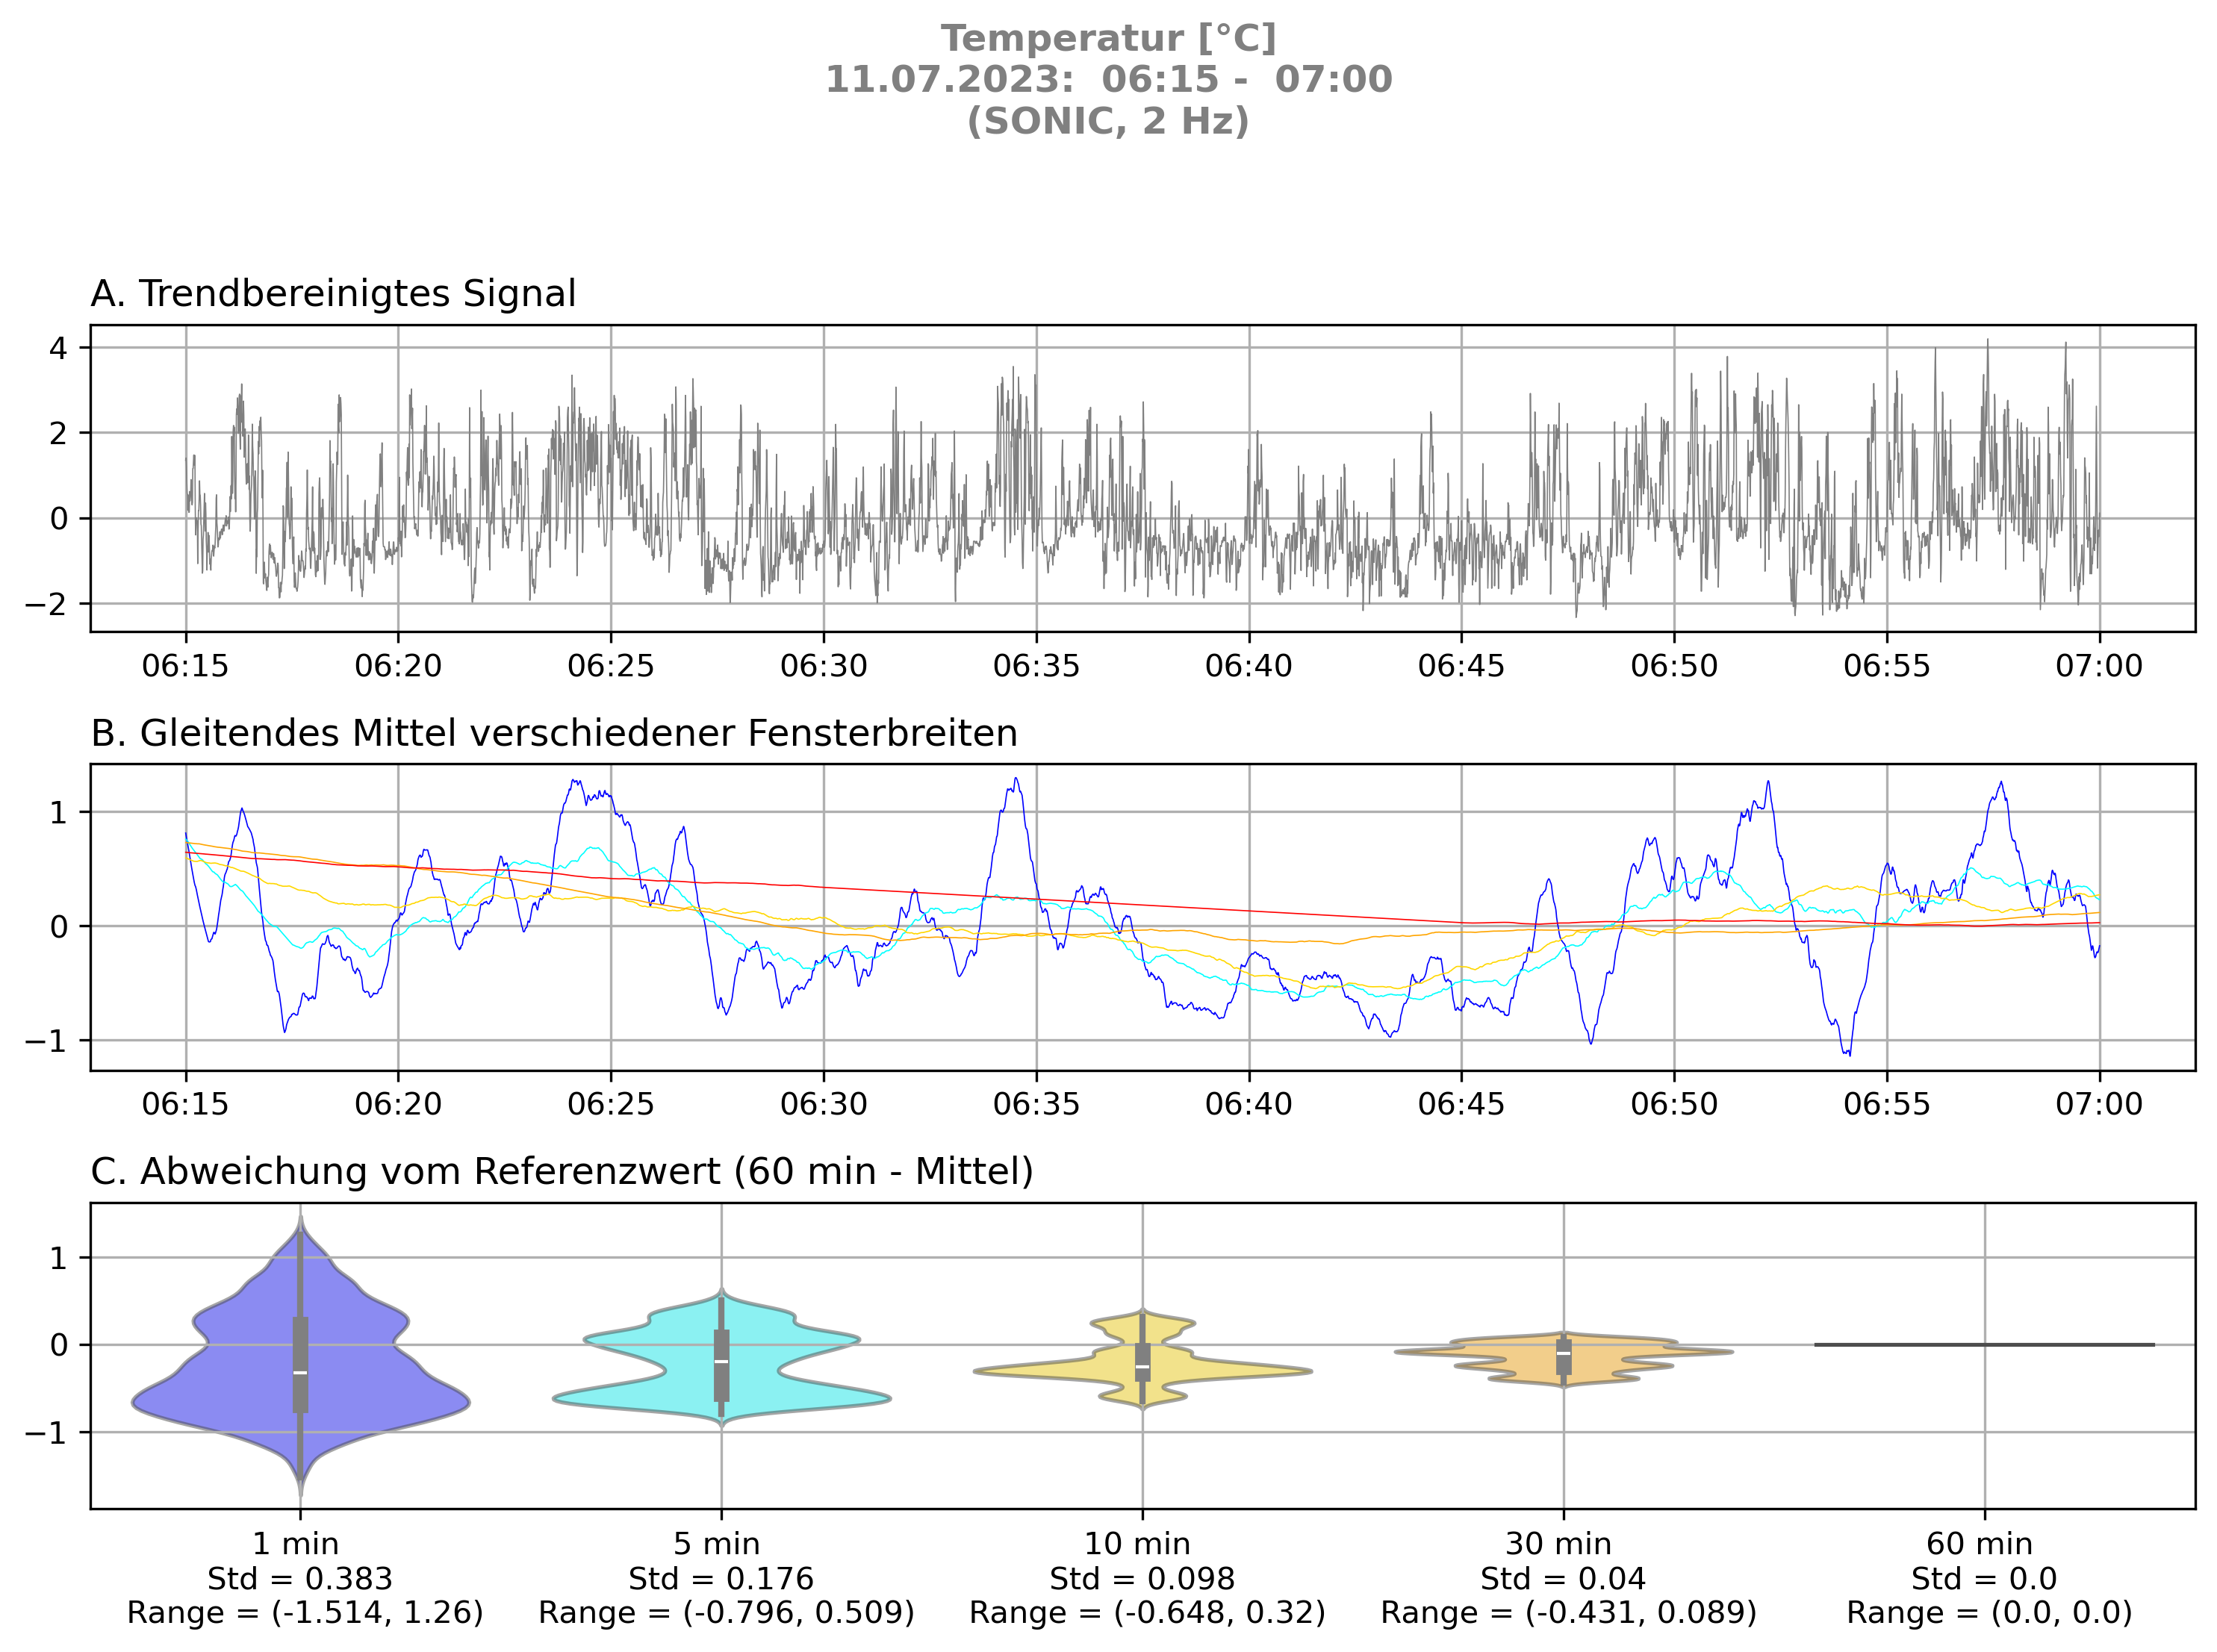 Temperatur [°C]
11.07.2023:  06:15 -  07:00
(SONIC, 2 Hz)
A. Trendbereinigtes Signal
4
2
0
−2
06:15 06:20 06:25 06:30 06:35 06:40 06:45 06:50 06:55 07:00
B. Gleitendes Mittel verschiedener Fensterbreiten
1
0
−1
06:15 06:20 06:25 06:30 06:35 06:40 06:45 06:50 06:55 07:00
C. Abweichung vom Referenzwert (60 min - Mittel)
1
0
−1
1 min 5 min 10 min 30 min 60 min
Std = 0.383 Std = 0.176 Std = 0.098 Std = 0.04 Std = 0.0
Range = (-1.514, 1.26) Range = (-0.796, 0.509) Range = (-0.648, 0.32) Range = (-0.431, 0.089) Range = (0.0, 0.0)